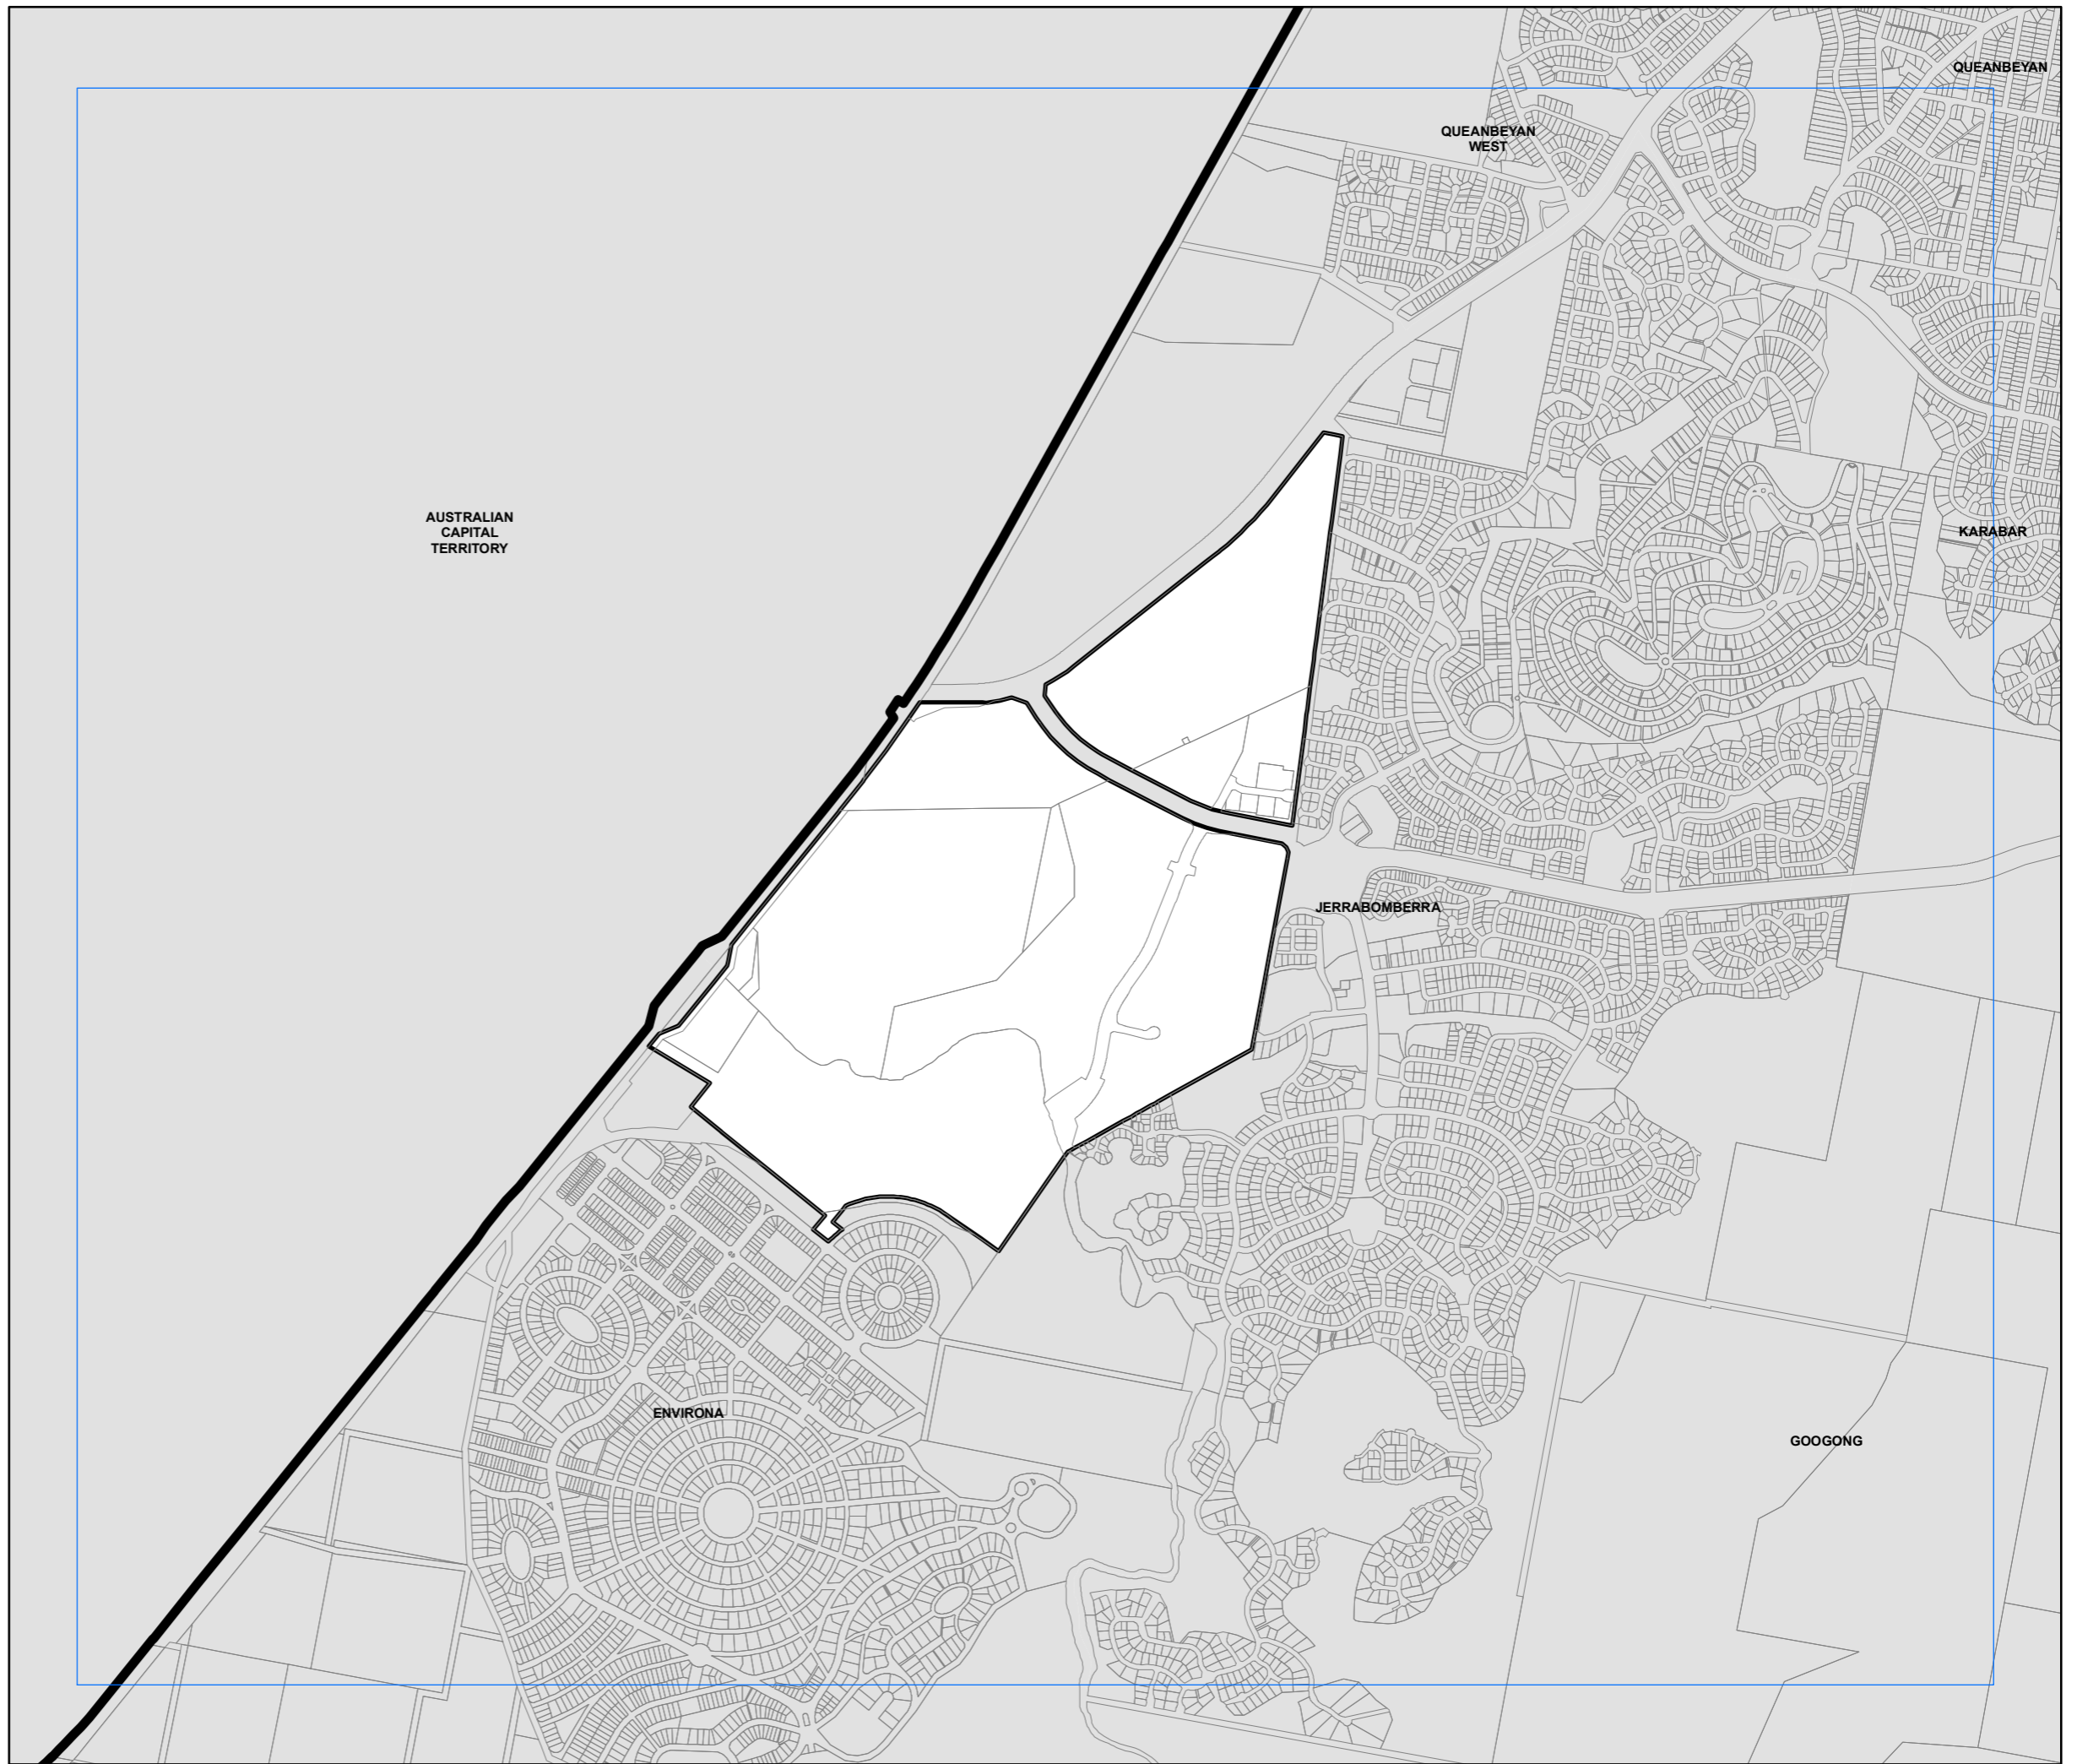 QUEANBEYAN
QUEANBEYAN
WEST
AUSTRALIAN
CAPITAL
TERRITORY
KARABAR
JERRABOMBERRA
ENVIRONA
GOOGONG